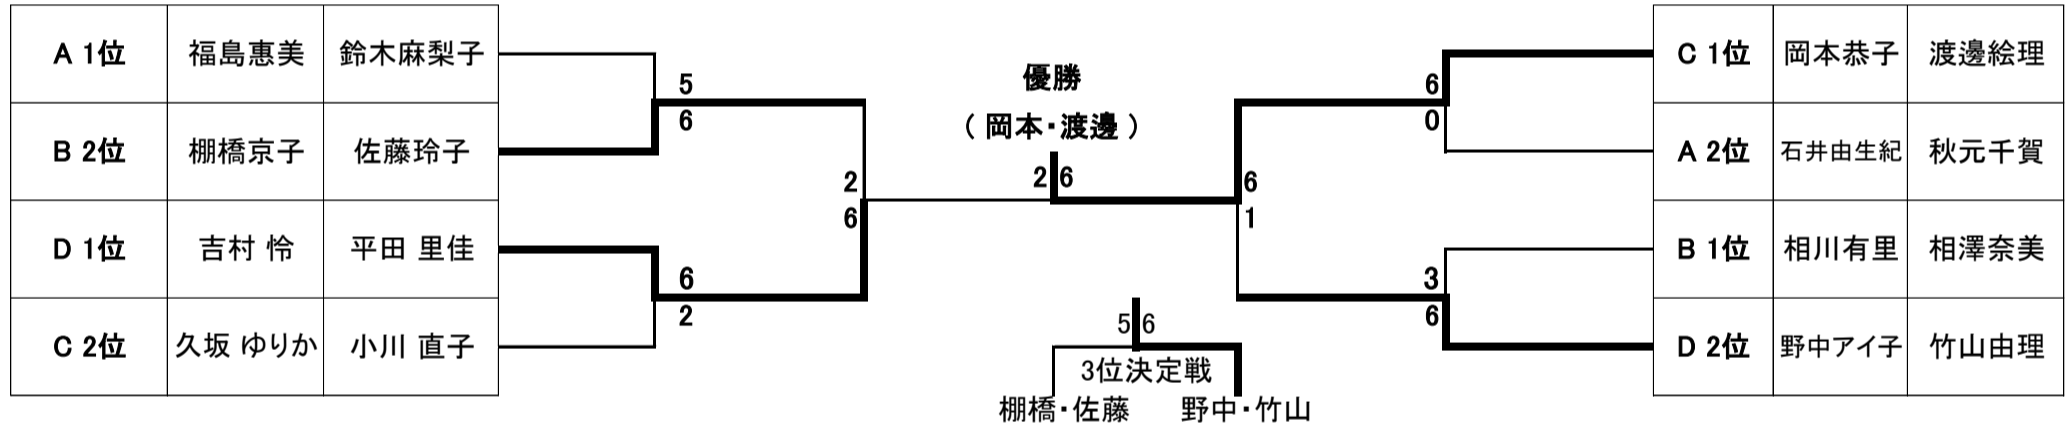 A 1位 福島惠美 鈴木麻梨子
B 2位 棚橋京子 佐藤玲子
D 1位 吉村 怜 平田 里佳
C 2位 久坂 ゆりか 小川 直子
5
6
6
2
2
6
優勝
（ 岡本・渡邊 ）
2 6
6
1
6
0
3
6
5 6
3位決定戦
棚橋・佐藤 野中・竹山
C 1位 岡本恭子 渡邊絵理
A 2位 石井由生紀 秋元千賀
B 1位 相川有里 相澤奈美
D 2位 野中アイ子 竹山由理